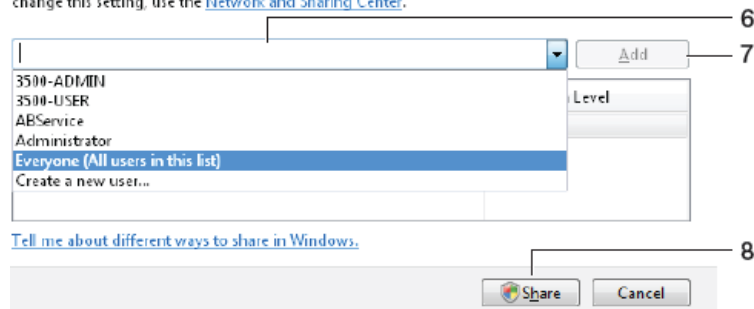 change this setting, use the Network and Sharing Center.
6
Add
7
3500-ADMIN
3500-USER
Level
ABService
Administrator
Everyone (All users in this list)
Create a new user...
Tell me about different ways to share in Windows.
8
Share
Cancel